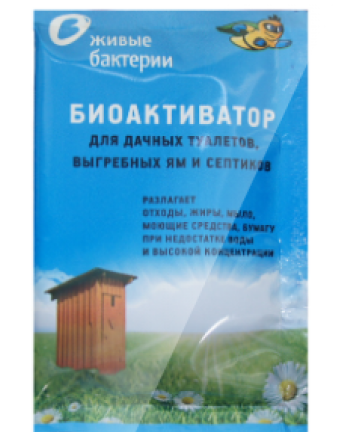 живые
бактерии
БИОАКТИВАТОР
ДЛЯ ДАЧНЫХ ТУАЛЕТОВ,
ВЫГРЕБНЫХ ЯМ И СЕПТИКОВ
РАЗЛАГАЕТ
ОТХОДЫ, ЖИРЫ, МЫЛО,
МОЮЩИЕ СРЕДСТВА, БУМАГУ
ПРИ НЕДОСТАТКЕ ВОДЫ
И ВЫСОКОЙ КОНЦЕНТРАЦИИ